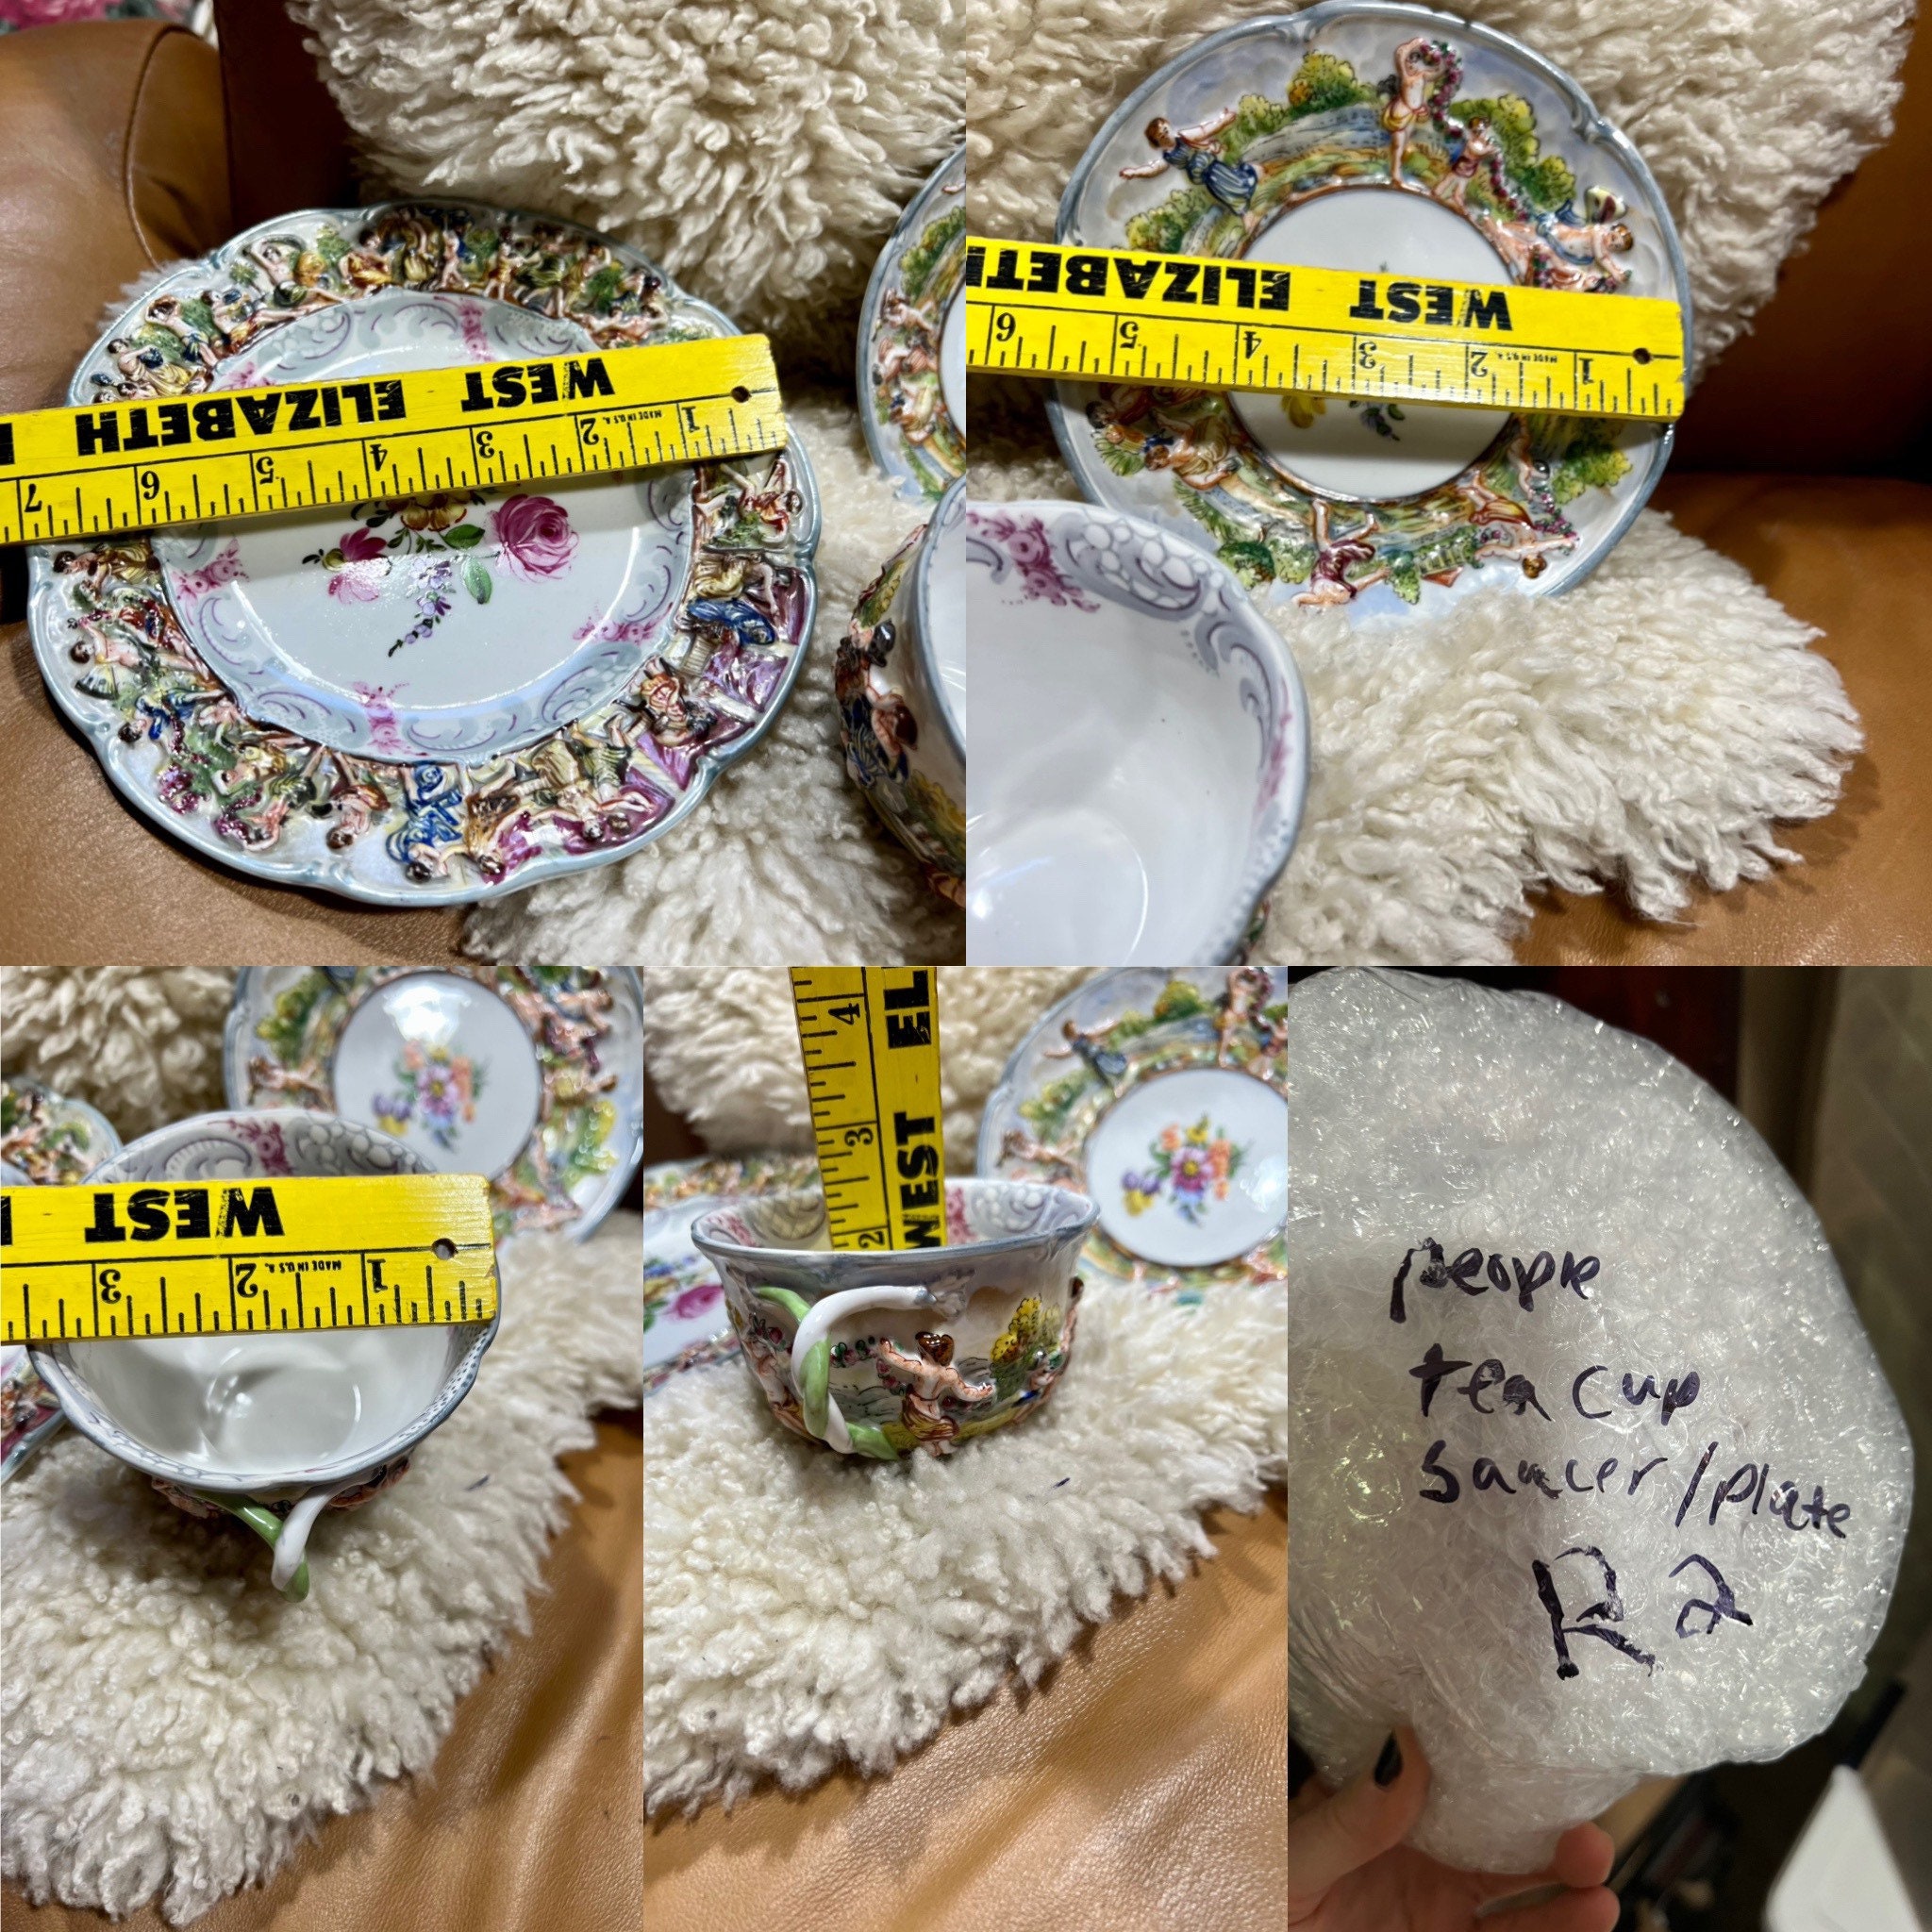 WEST ELIZABETH
1 2 3 4 5 6 7
MADE IN U.S.A.
WEST ELIZABETH
1 2 3 4 5 6
MADE IN U.S.A.
WEST
1 2 3
MADE IN U.S.A.
WEST EL
2 3 4
people
tea cup
saucer/plate
R2